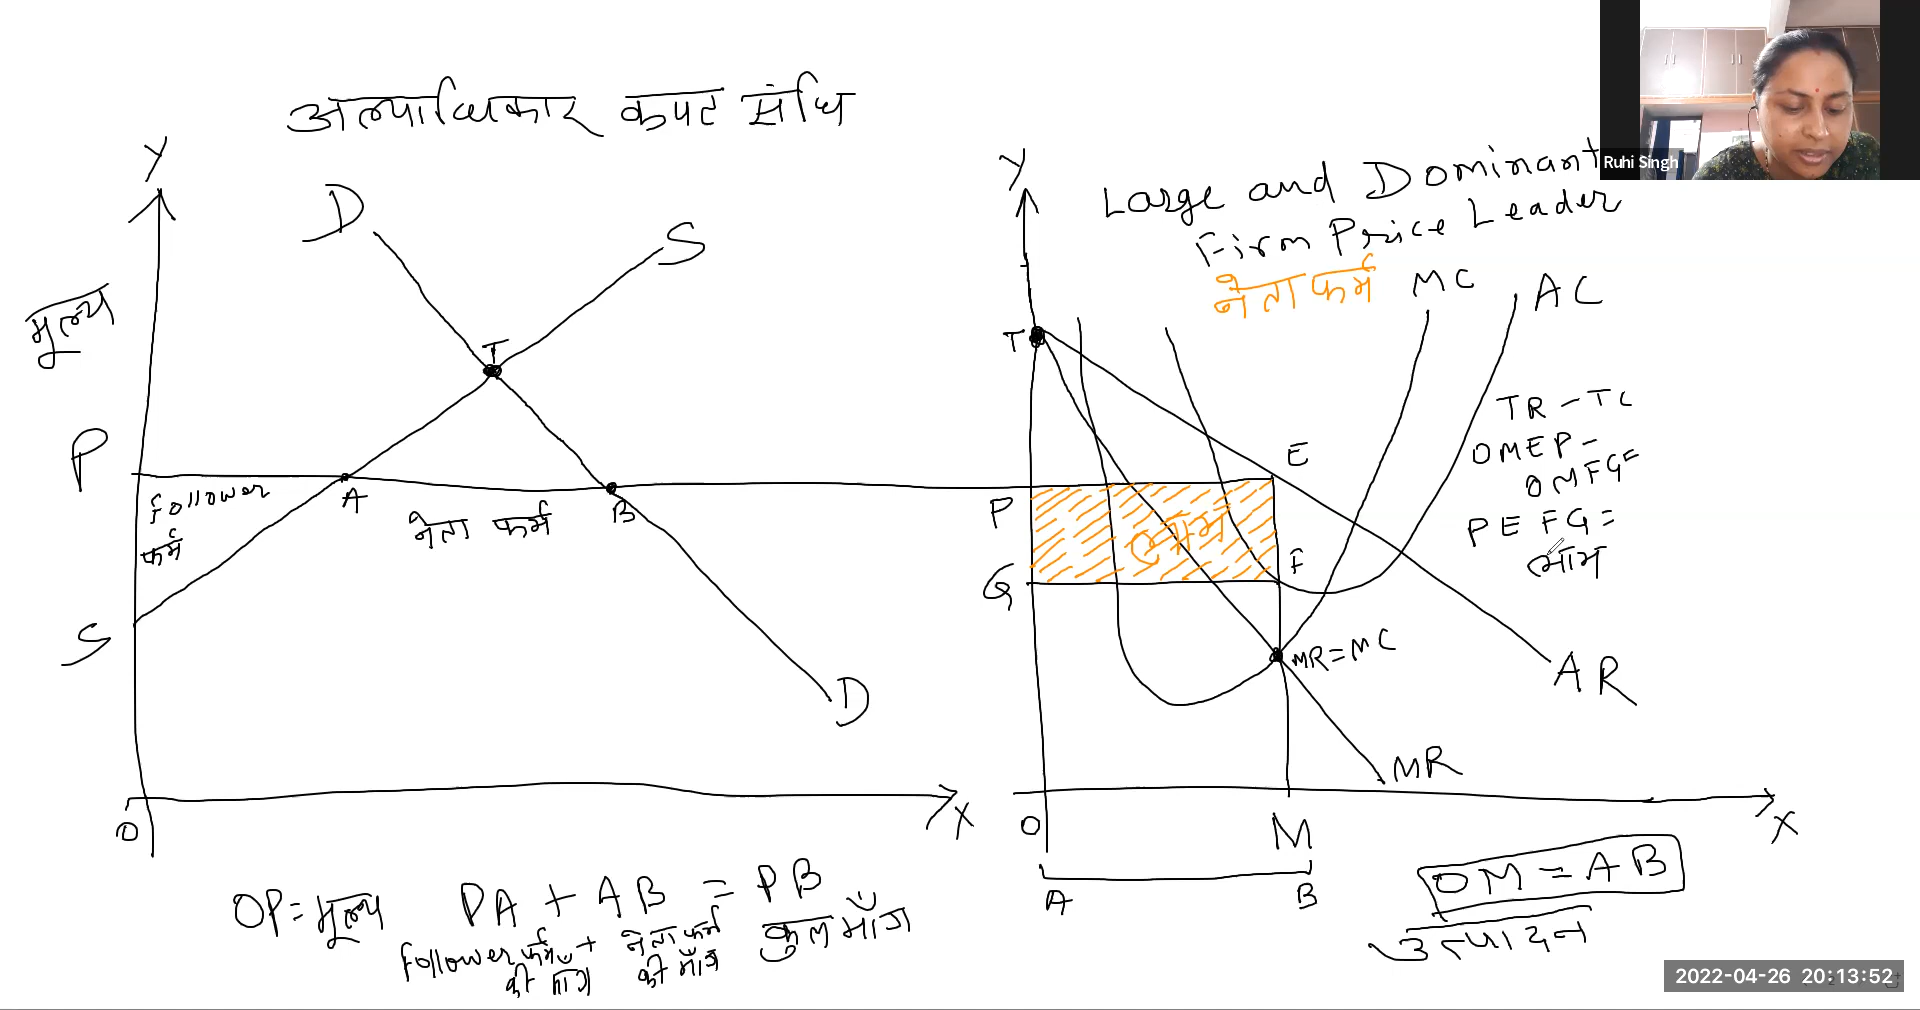 अल्पाधिकार कपट संधि
Y
D
S
मूल्य
T
P
Follower
फर्म
A
नेता फर्म
B
S
D
O
X
OP = मूल्य
PA + AB = PB
Follower फर्म की माँग + नेता फर्म की माँग
कुल माँग
Y
Large and Dominant
Firm Price Leader
नेता फर्म
MC
AC
T
E
TR - TC
OMEP -
OMFG =
PEFG =
लाभ
P
लाभ
G
F
MR = MC
AR
MR
O
M
X
A
B
OM = AB
उत्पादन
Ruhi Singh
2022-04-26 20:13:52